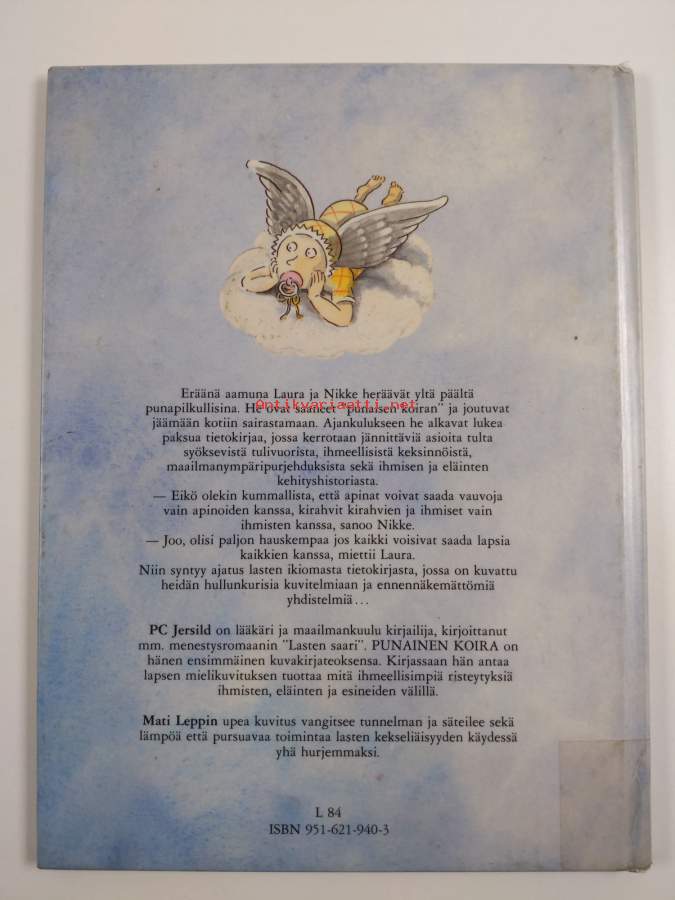 Eräänä aamuna Laura ja Nikke heräävät yltä päältä
Antikvariaatti.net
punapilkullisina. He ovat saaneet "punaisen koiran" ja joutuvat
jäämään kotiin sairastamaan. Ajankulukseen he alkavat lukea
paksua tietokirjaa, jossa kerrotaan jännittäviä asioita tulta
syöksevistä tulivuorista, ihmeellisistä keksinnöistä,
maailmanympäripurjehduksista sekä ihmisen ja eläinten
kehityshistoriasta.
— Eikö olekin kummallista, että apinat voivat saada vauvoja
vain apinoiden kanssa, kirahvit kirahvien ja ihmiset vain
ihmisten kanssa, sanoo Nikke.
— Joo, olisi paljon hauskempaa jos kaikki voisivat saada lapsia
kaikkien kanssa, miettii Laura.
Niin syntyy ajatus lasten ikiomasta tietokirjasta, jossa on kuvattu
heidän hullunkurisia kuvitelmiaan ja ennennäkemättömiä
yhdistelmiä...
PC Jersild on lääkäri ja maailmankuulu kirjailija, kirjoittanut
mm. menestysromaanin "Lasten saari". PUNAINEN KOIRA on
hänen ensimmäinen kuvakirjateoksensa. Kirjassaan hän antaa
lapsen mielikuvituksen tuottaa mitä ihmeellisimpiä risteytyksiä
ihmisten, eläinten ja esineiden välillä.
Mati Leppin upea kuvitus vangitsee tunnelman ja säteilee sekä
lämpöä että pursuavaa toimintaa lasten kekseliäisyyden käydessä
yhä hurjemmaksi.
L 84
ISBN 951-621-940-3